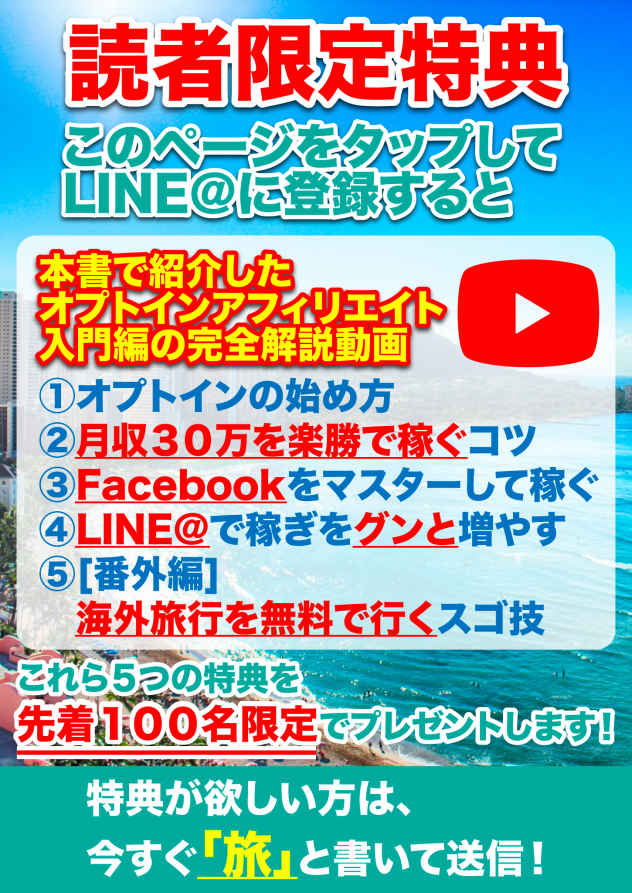 読者限定特典
このページをタップして
LINE@に登録すると
本書で紹介した
オプトインアフィリエイト
入門編の完全解説動画
①オプトインの始め方
②月収３０万を楽勝で稼ぐコツ
③Facebookをマスターして稼ぐ
④LINE@で稼ぎをグンと増やす
⑤[番外編]
海外旅行を無料で行くスゴ技
これら5つの特典を
先着１００名限定でプレゼントします！
特典が欲しい方は、
今すぐ「旅」と書いて送信！